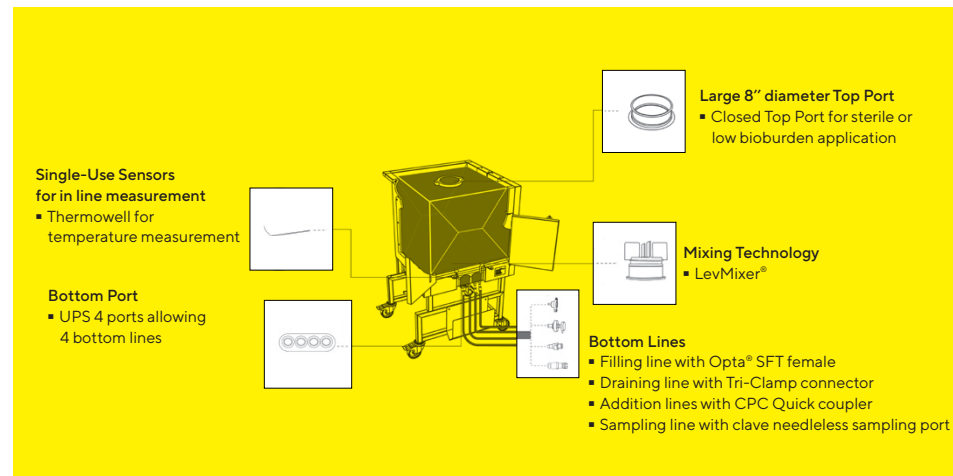 Large 8″ diameter Top Port
▪ Closed Top Port for sterile or
low bioburden application
Single-Use Sensors
for in line measurement
▪ Thermowell for
temperature measurement
Mixing Technology
▪ LevMixer®
Bottom Port
▪ UPS 4 ports allowing
4 bottom lines
Bottom Lines
▪ Filling line with Opta® SFT female
▪ Draining line with Tri-Clamp connector
▪ Addition lines with CPC Quick coupler
▪ Sampling line with clave needleless sampling port